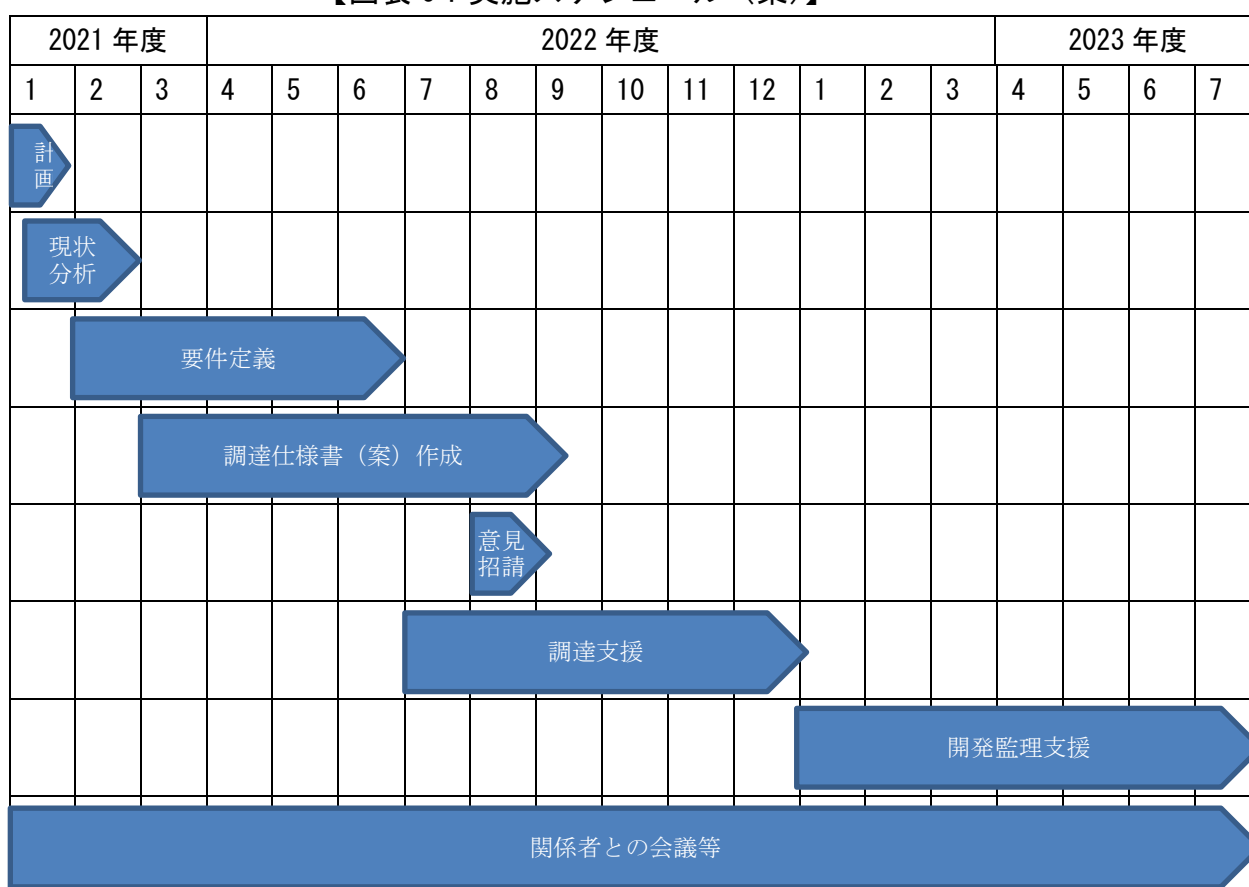 実施スケジュール（案）】
2021 年度 2022 年度 2023 年度
1 2 3 4 5 6 7 8 9 10 11 12 1 2 3 4 5 6 7
計
画
現状
分析
要件定義
調達仕様書（案）作成
意見
招請
調達支援
開発監理支援
関係者との会議等